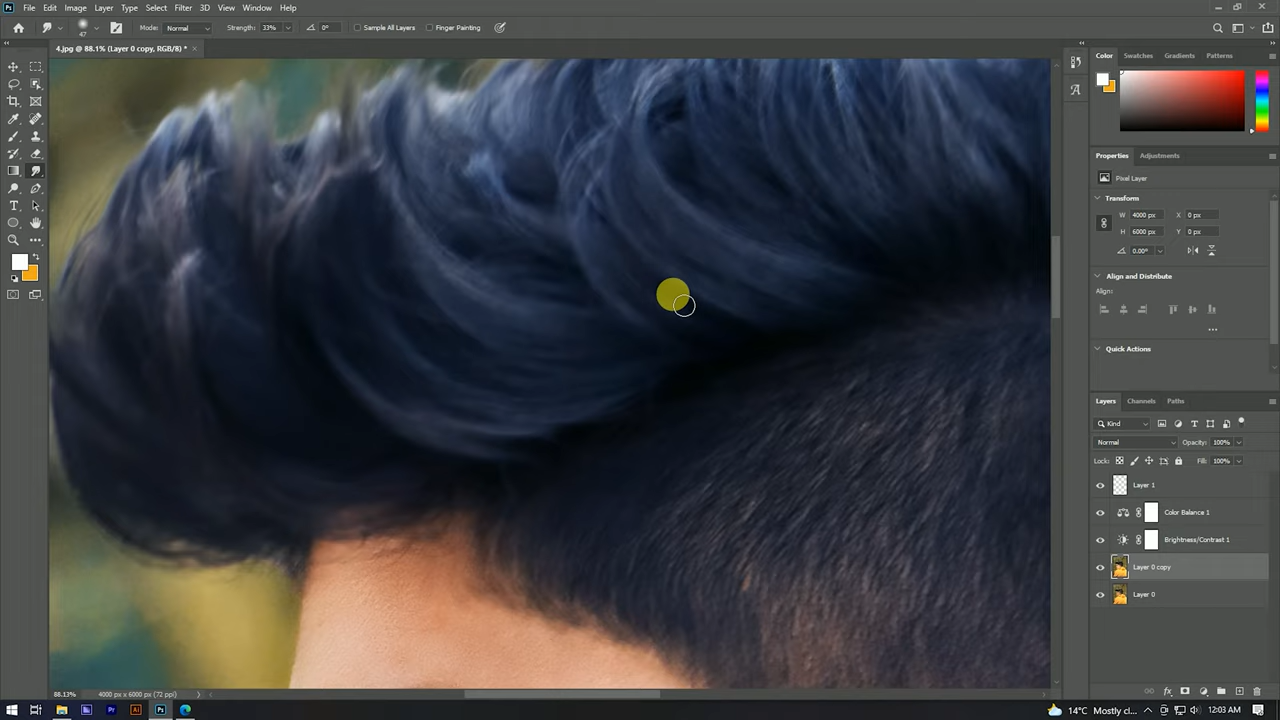 File Edit Image Layer Type Select Filter 3D View Window Help
47 Mode: Normal Strength: 33% 0° Sample All Layers Finger Painting
4.jpg @ 88.1% (Layer 0 copy, RGB/8) *
Color Swatches Gradients Patterns
Properties Adjustments
Pixel Layer
Transform
W 4000 px X 0 px
H 6000 px Y 0 px
0.00°
Align and Distribute
Align:
Quick Actions
Layers Channels Paths
Kind
Normal Opacity: 100%
Lock: Fill: 100%
Layer 1
Color Balance 1
Brightness/Contrast 1
Layer 0 copy
Layer 0
88.13% 4000 px x 6000 px (72 ppi)
14°C Mostly cl... 12:03 AM